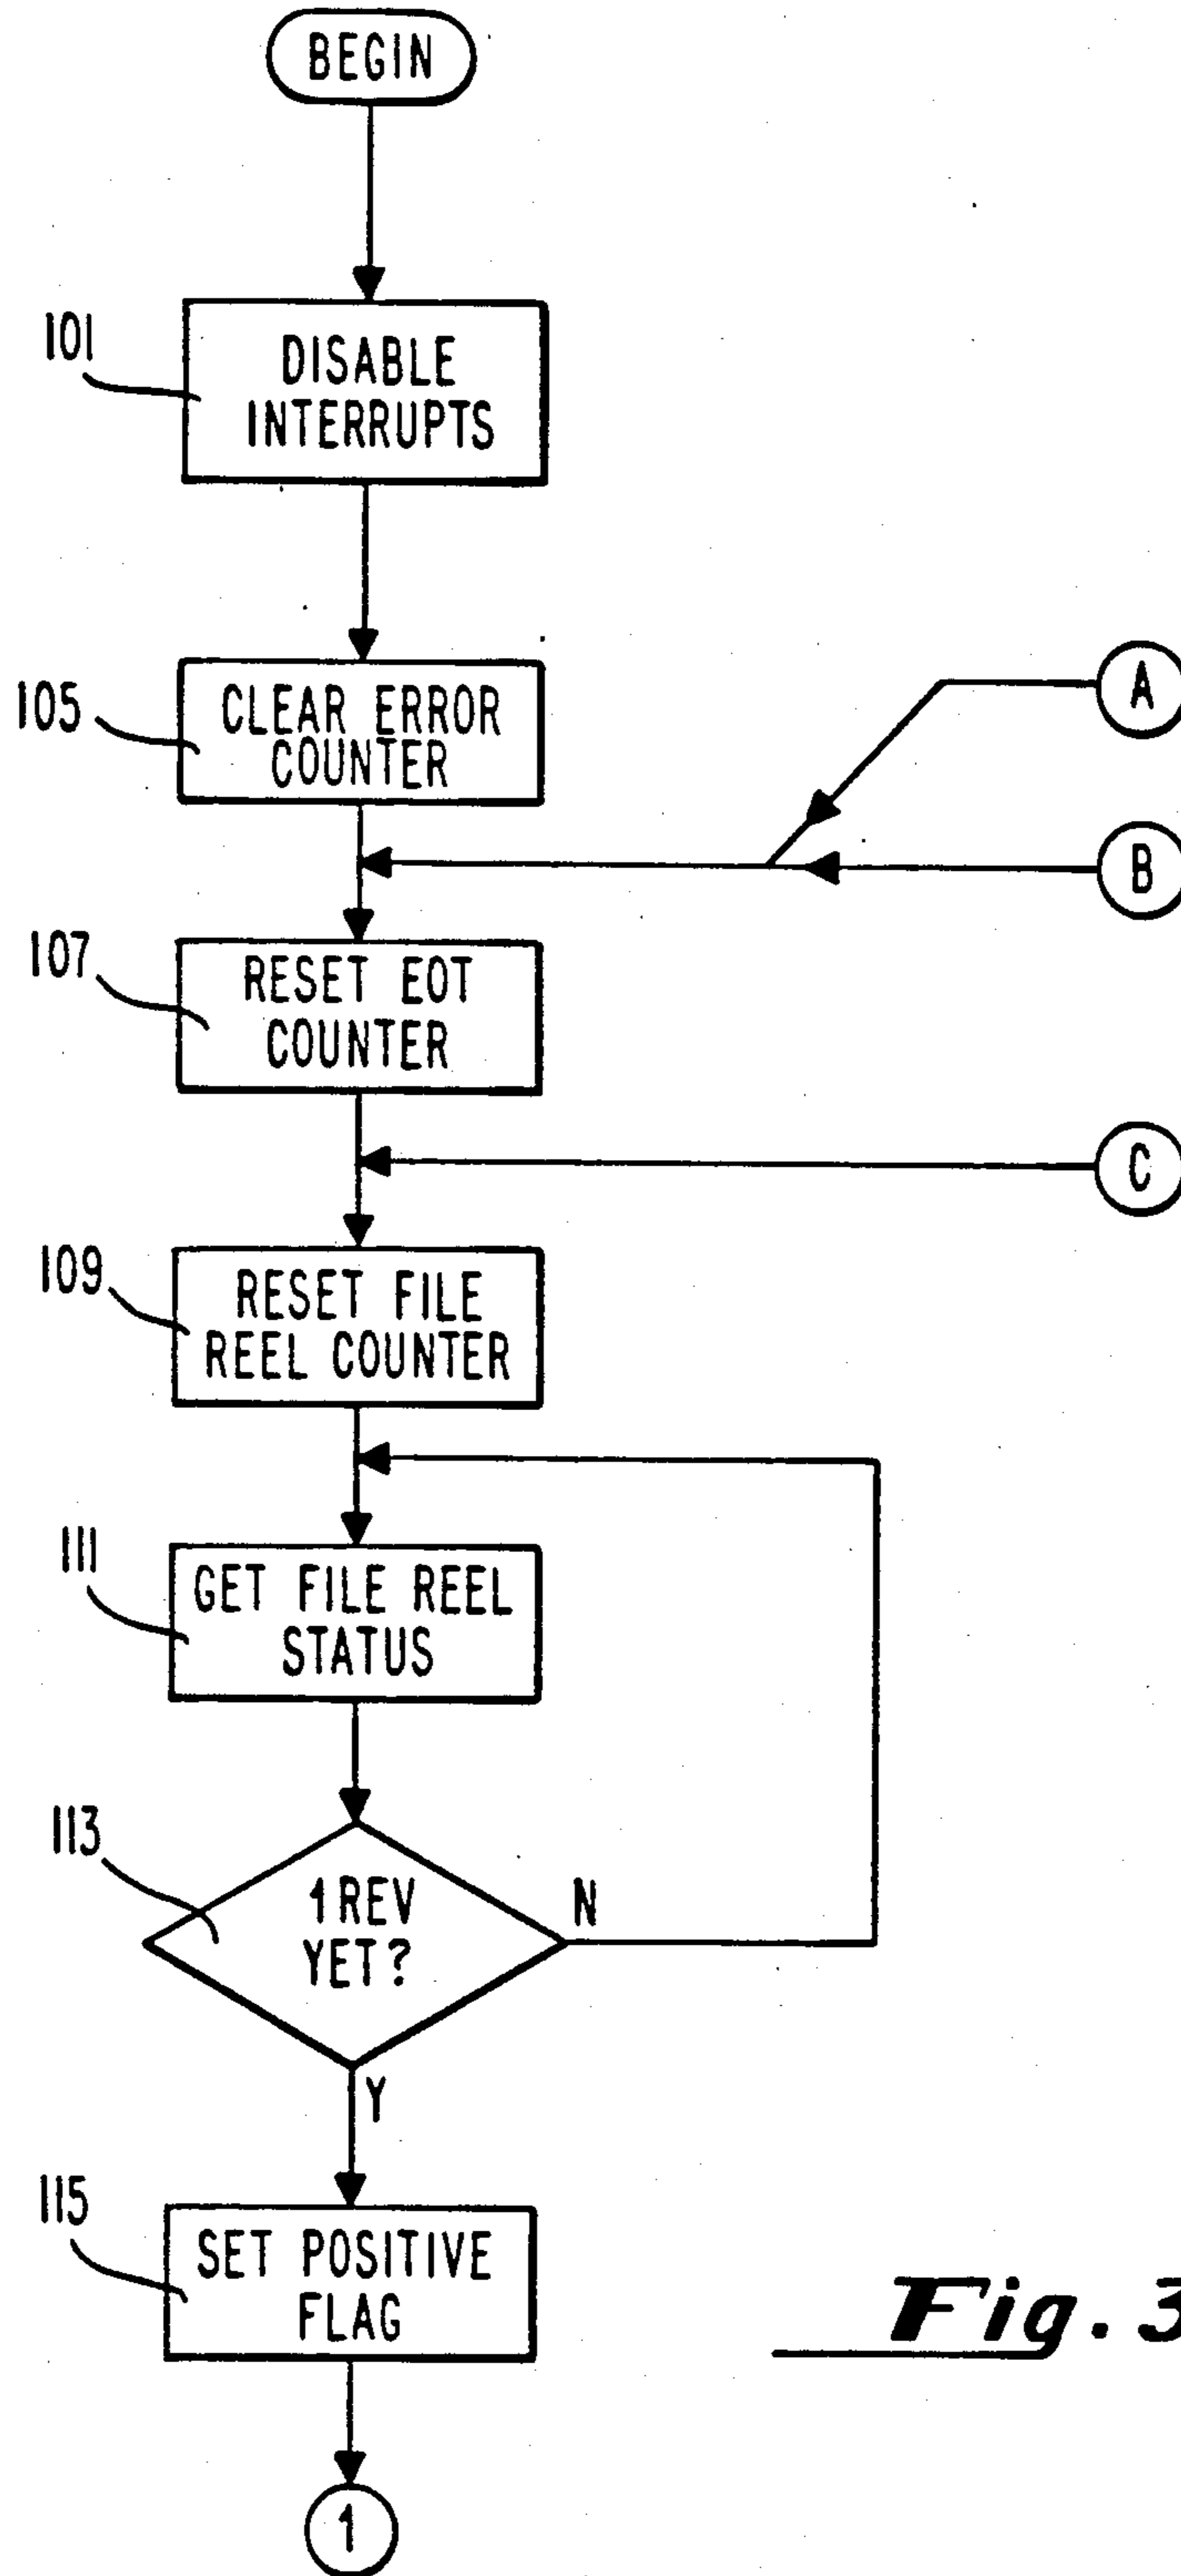 BEGIN
101
DISABLE
INTERRUPTS
105
CLEAR ERROR
COUNTER
A
B
107
RESET EOT
COUNTER
C
109
RESET FILE
REEL COUNTER
111
GET FILE REEL
STATUS
113
1 REV
YET?
N
Y
115
SET POSITIVE
FLAG
1
Fig. 3